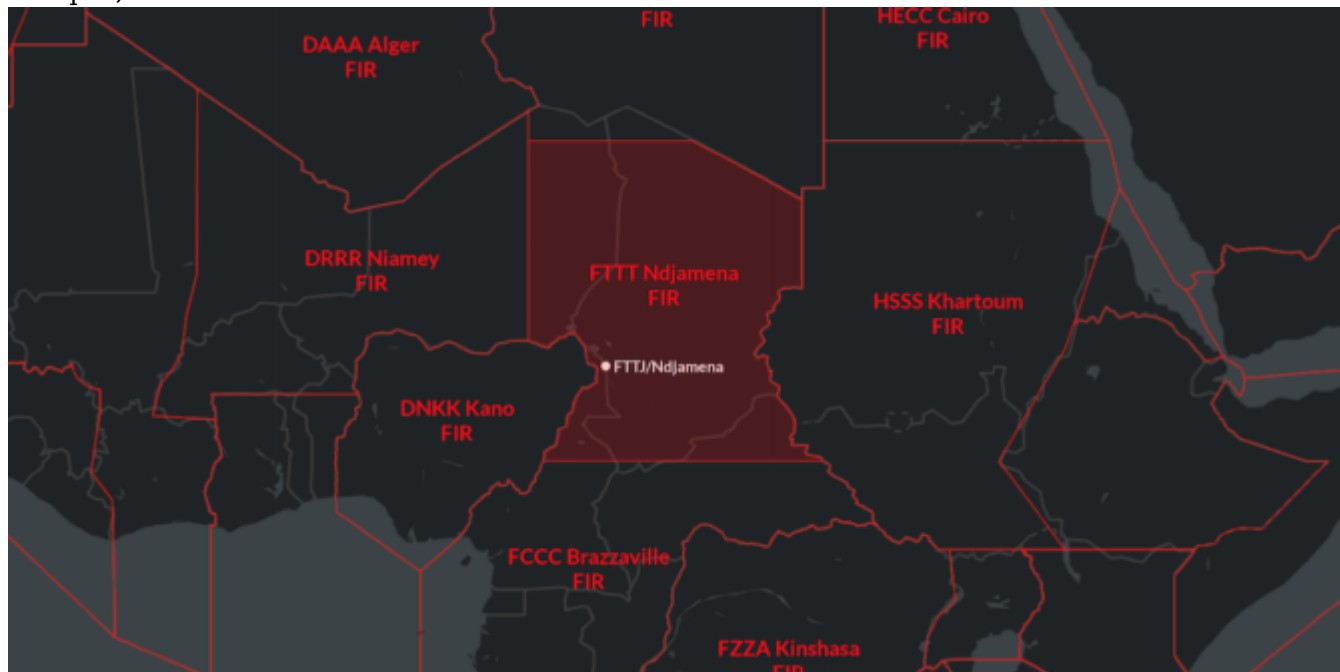 FIR
HECC Cairo
FIR
DAAA Alger
FIR
DRRR Niamey
FIR
FTTT Ndjamena
FIR
HSSS Khartoum
FIR
FTTJ/Ndjamena
DNKK Kano
FIR
FCCC Brazzaville
FIR
FZZA Kinshasa
FIR